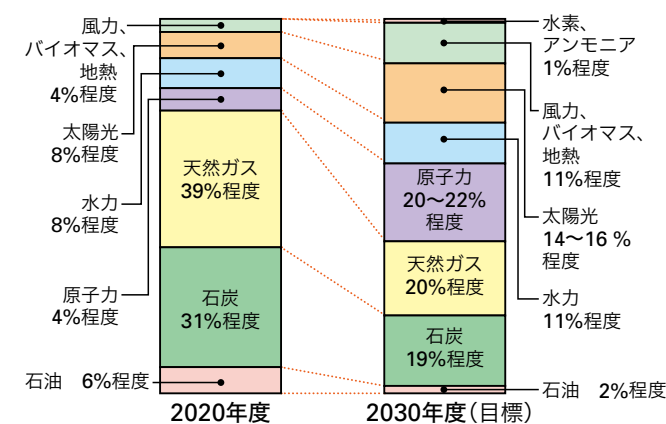 風力、
バイオマス、
地熱
4%程度
太陽光
8%程度
水力
8%程度
原子力
4%程度
天然ガス
39%程度
石炭
31%程度
石油 6%程度
2020年度
水素、
アンモニア
1%程度
風力、
バイオマス、
地熱
11%程度
太陽光
14〜16 %
程度
水力
11%程度
原子力
20〜22%
程度
天然ガス
20%程度
石炭
19%程度
石油 2%程度
2030年度(目標)